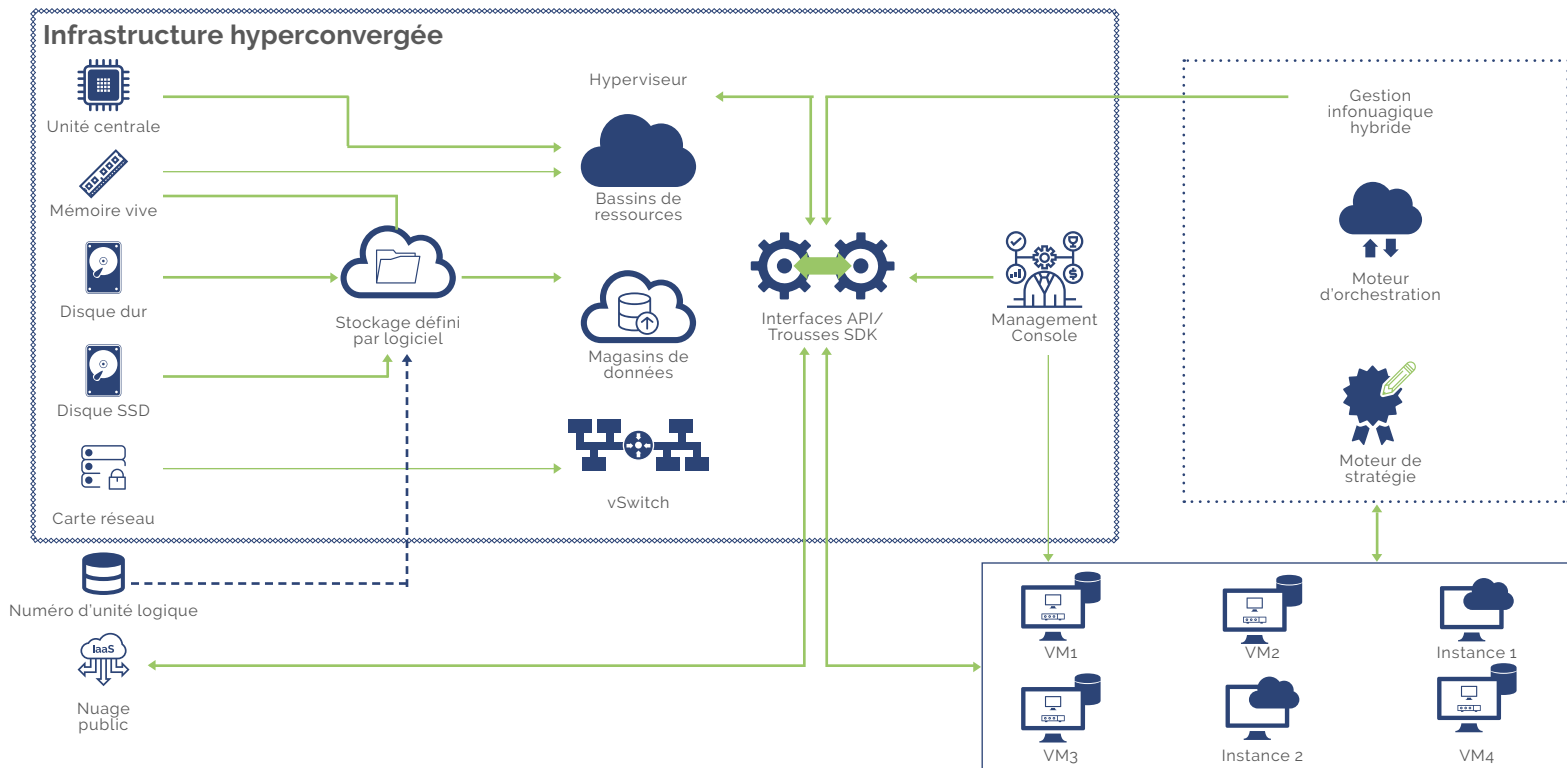 Infrastructure hyperconvergée
Unité centrale
Mémoire vive
Disque dur
Disque SSD
Carte réseau
Stockage défini
par logiciel
Hyperviseur
Bassins de
ressources
Magasins de
données
vSwitch
Interfaces API/
Trousses SDK
Management
Console
Gestion
infonuagique
hybride
Moteur
d'orchestration
Moteur de
stratégie
Numéro d'unité logique
IaaS
Nuage
public
VM1
VM2
Instance 1
VM3
Instance 2
VM4